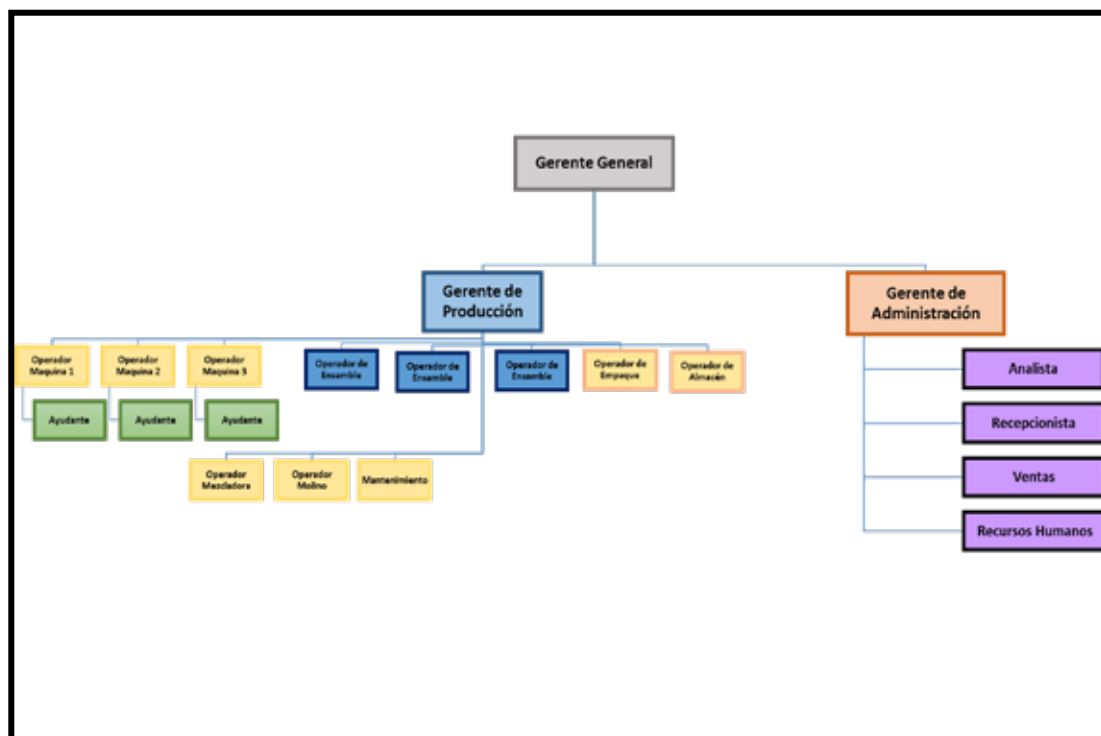 Gerente General
Gerente de
Producción
Gerente de
Administración
Operador
Maquina 1
Operador
Maquina 2
Operador
Maquina 3
Operador de
Ensamble
Operador de
Ensamble
Operador de
Ensamble
Operador de
Empaque
Operador de
Almacén
Ayudante
Ayudante
Ayudante
Operador
Mezcladora
Operador
Molino
Mantenimiento
Analista
Recepcionista
Ventas
Recursos Humanos